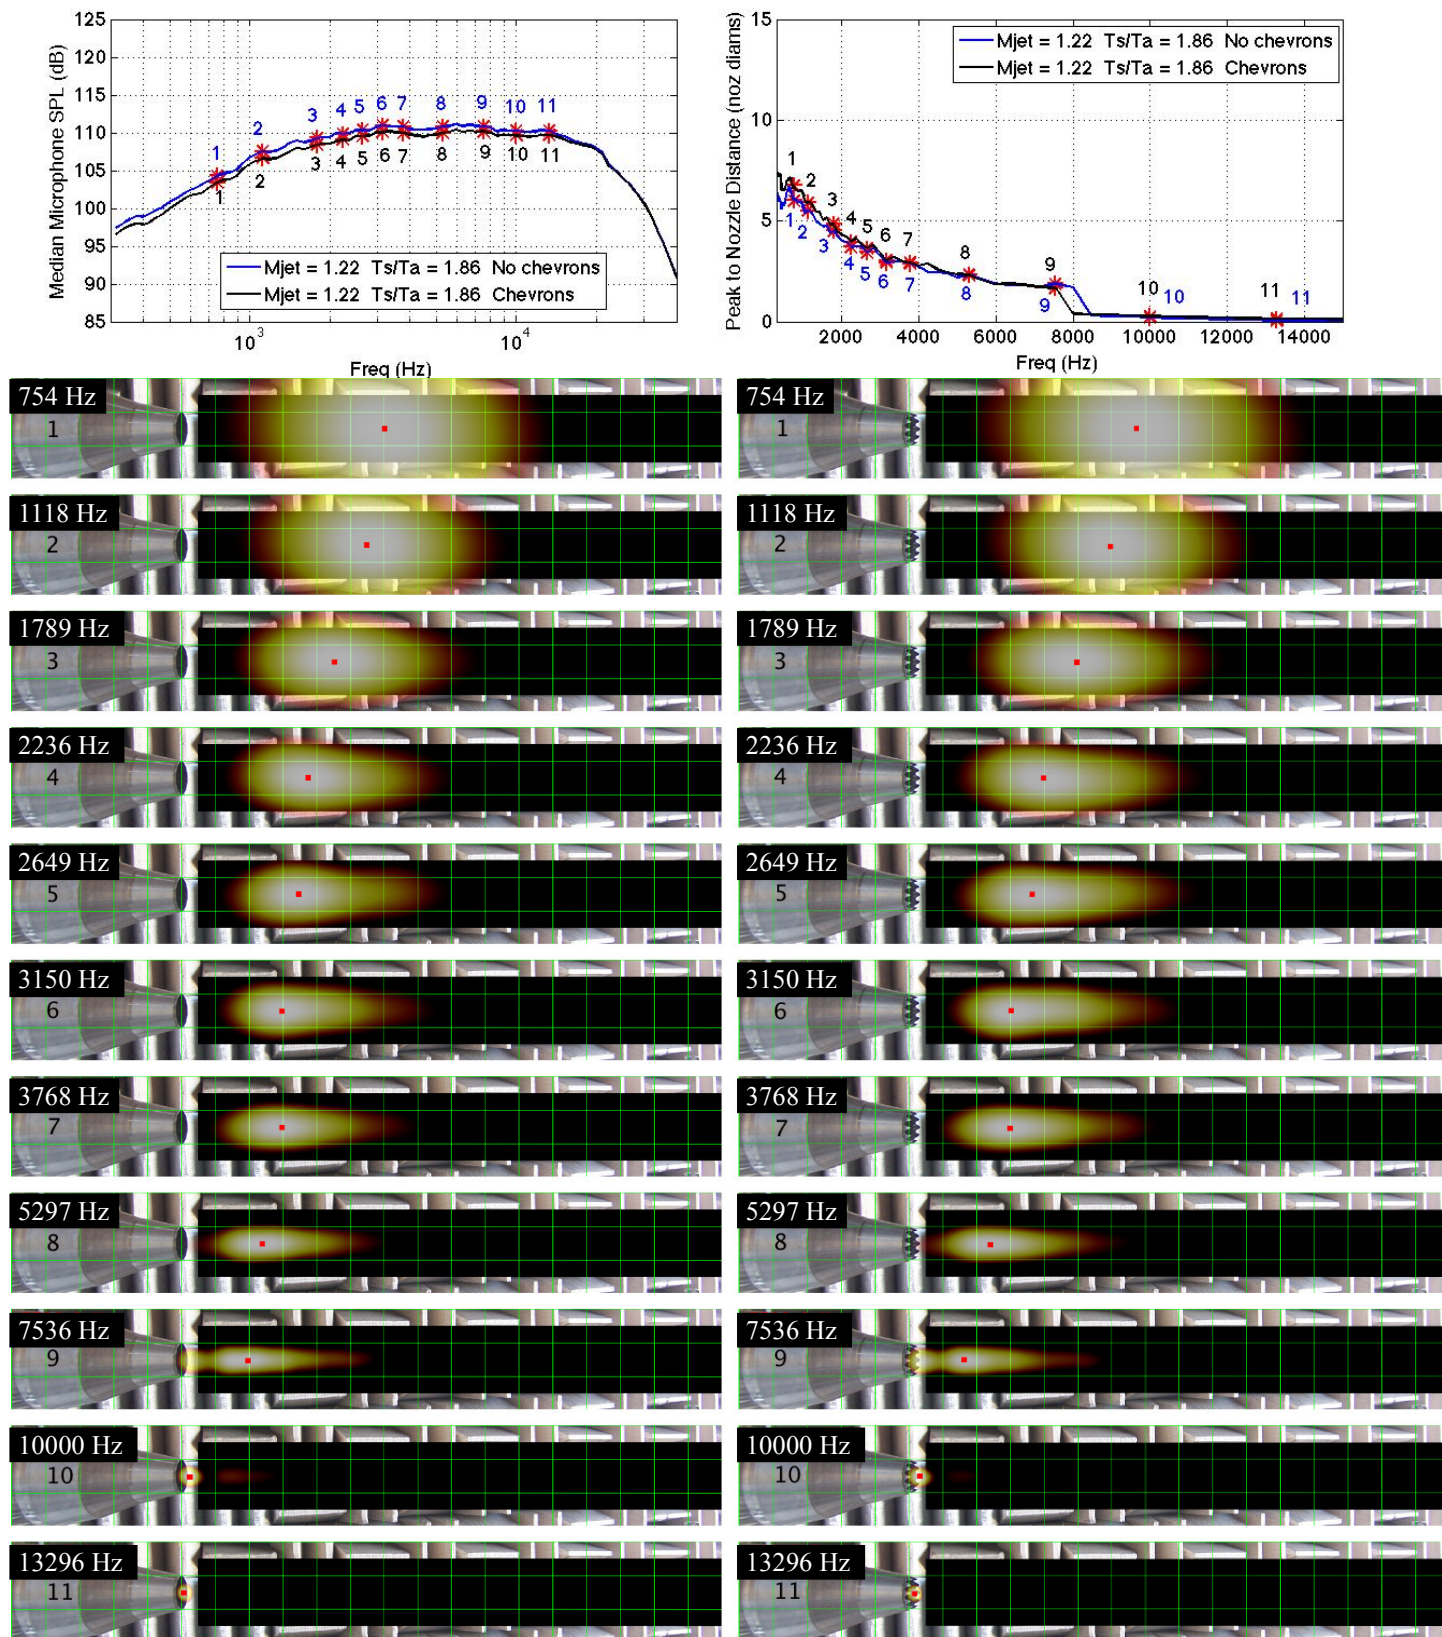 125
120
115
110
105
100
95
90
85
Median Microphone SPL (dB)
1 2 3 4 5 6 7 8 9 10 11
1 2 3 4 5 6 7 8 9 10 11
Mjet = 1.22 Ts/Ta = 1.86 No chevrons
Mjet = 1.22 Ts/Ta = 1.86 Chevrons
10³ 10⁴
Freq (Hz)
15
10
5
0
Peak to Nozzle Distance (noz diams)
Mjet = 1.22 Ts/Ta = 1.86 No chevrons
Mjet = 1.22 Ts/Ta = 1.86 Chevrons
1 2 3 4 5 6 7 8 9 10 11
1 2 3 4 5 6 7 8 9 10 11
2000 4000 6000 8000 10000 12000 14000
Freq (Hz)
754 Hz
1
754 Hz
1
1118 Hz
2
1118 Hz
2
1789 Hz
3
1789 Hz
3
2236 Hz
4
2236 Hz
4
2649 Hz
5
2649 Hz
5
3150 Hz
6
3150 Hz
6
3768 Hz
7
3768 Hz
7
5297 Hz
8
5297 Hz
8
7536 Hz
9
7536 Hz
9
10000 Hz
10
10000 Hz
10
13296 Hz
11
13296 Hz
11